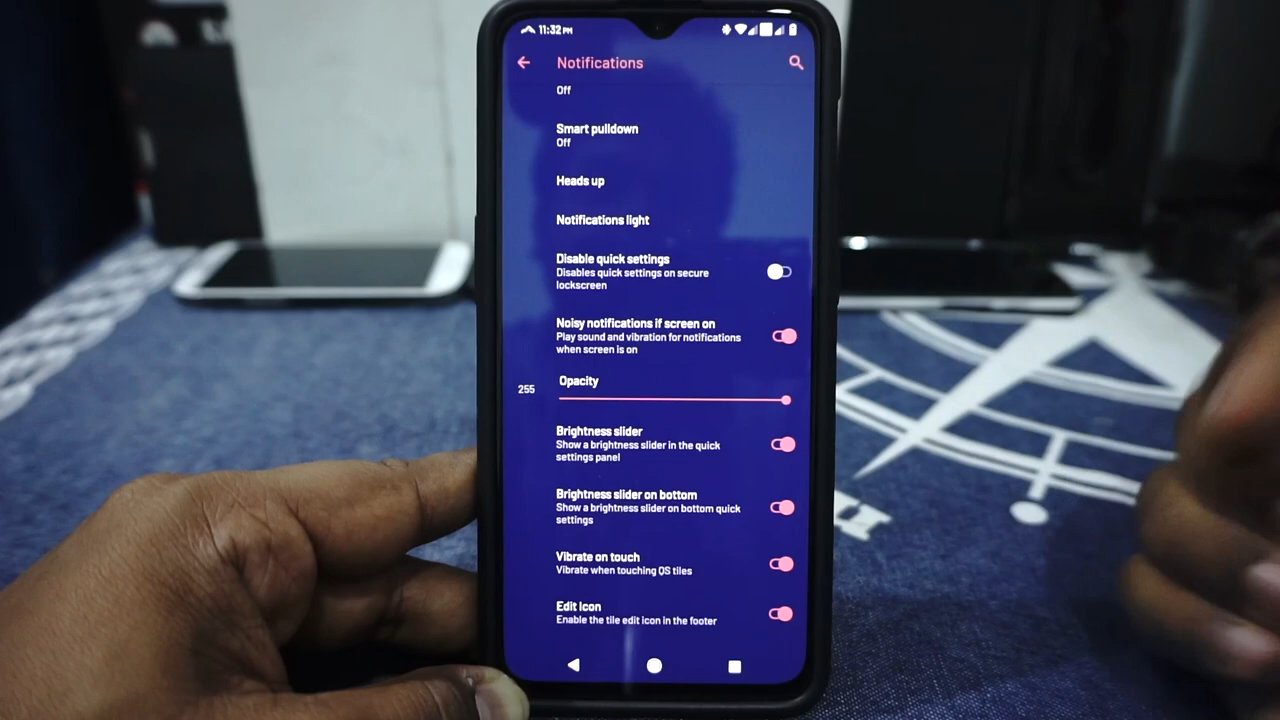 11:32 PM
Notifications
Off
Smart pulldown
Off
Heads up
Notifications light
Disable quick settings
Disables quick settings on secure
lockscreen
Noisy notifications if screen on
Play sound and vibration for notifications
when screen is on
255
Opacity
Brightness slider
Show a brightness slider in the quick
settings panel
Brightness slider on bottom
Show a brightness slider on bottom quick
settings
Vibrate on touch
Vibrate when touching QS tiles
Edit icon
Enable the tile edit icon in the footer